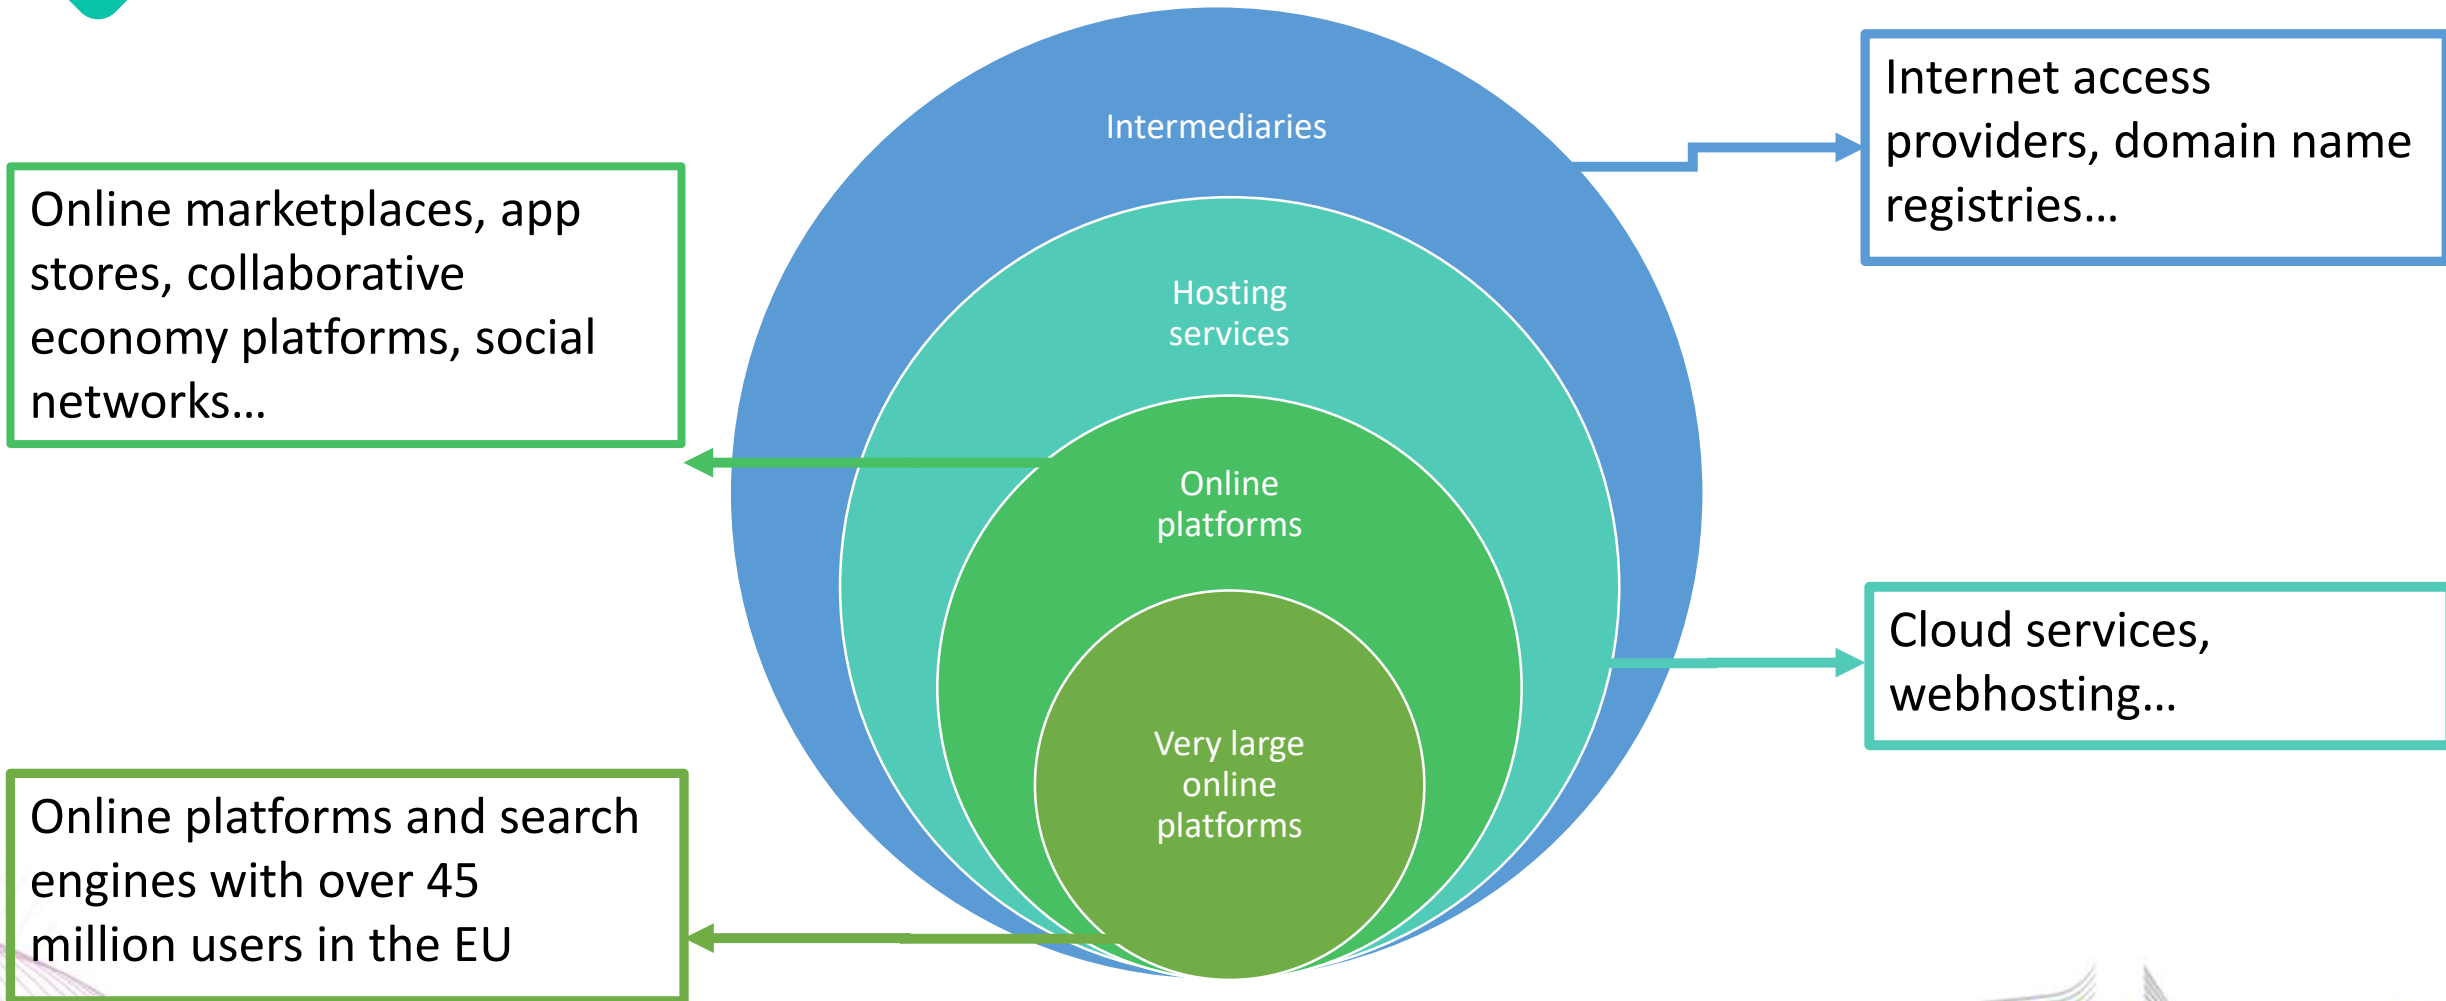 Intermediaries
Internet access
providers, domain name
registries…
Online marketplaces, app
stores, collaborative
economy platforms, social
networks…
Hosting
services
Online
platforms
Cloud services,
webhosting…
Very large
online
platforms
Online platforms and search
engines with over 45
million users in the EU